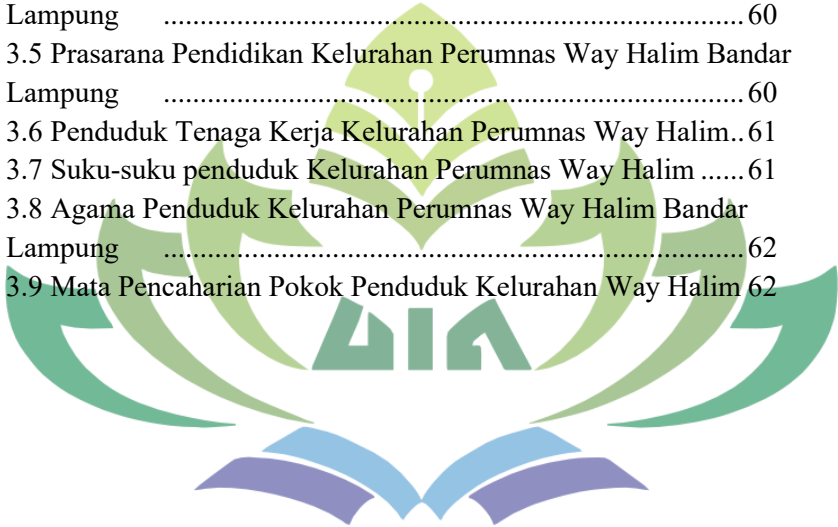 Lampung ........................................................................... 60
3.5 Prasarana Pendidikan Kelurahan Perumnas Way Halim Bandar
Lampung ........................................................................... 60
3.6 Penduduk Tenaga Kerja Kelurahan Perumnas Way Halim.. 61
3.7 Suku-suku penduduk Kelurahan Perumnas Way Halim ...... 61
3.8 Agama Penduduk Kelurahan Perumnas Way Halim Bandar
Lampung ........................................................................... 62
3.9 Mata Pencaharian Pokok Penduduk Kelurahan Way Halim 62
UIN